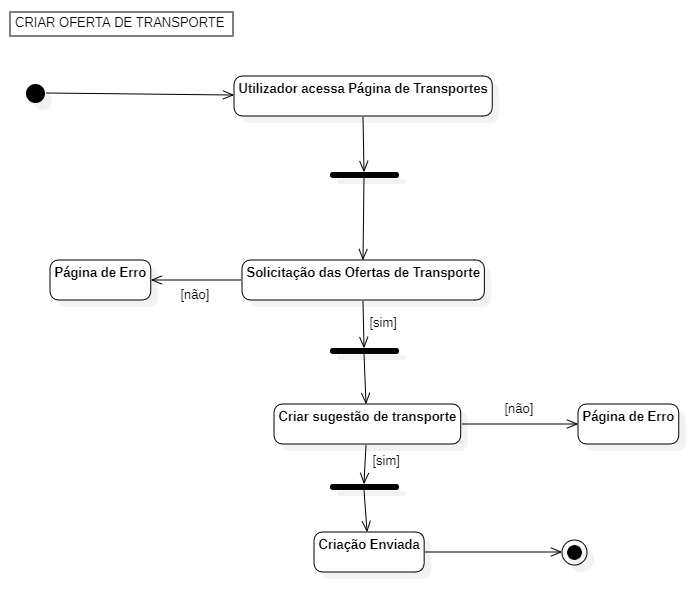 CRIAR OFERTA DE TRANSPORTE
Utilizador acessa Página de Transportes
Página de Erro
Solicitação das Ofertas de Transporte
[não]
[sim]
Criar sugestão de transporte
[não]
Página de Erro
[sim]
Criação Enviada